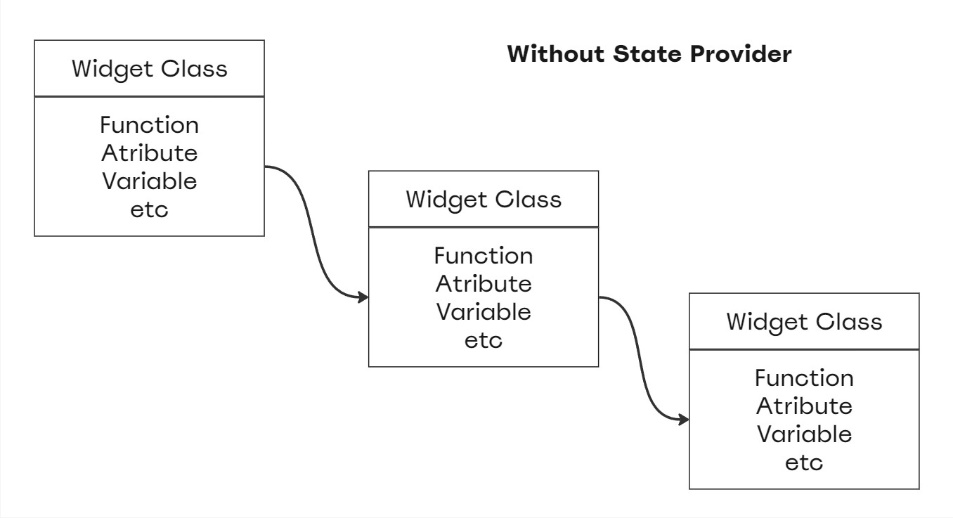 Without State Provider
Widget Class
Function
Atribute
Variable
etc
Widget Class
Function
Atribute
Variable
etc
Widget Class
Function
Atribute
Variable
etc